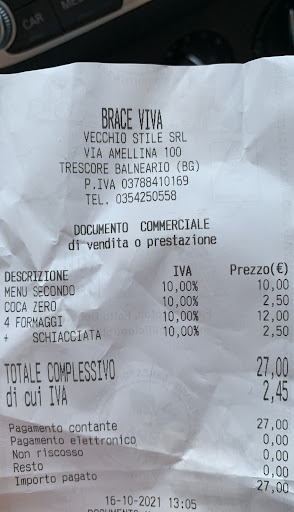 CAR
BRACE VIVA
VECCHIO STILE SRL
VIA AMELLINA 100
TRESCORE BALNEARIO (BG)
P.IVA 03788410169
TEL. 0354250558
DOCUMENTO COMMERCIALE
di vendita o prestazione
DESCRIZIONE IVA Prezzo(€)
MENU SECONDO 10,00% 10,00
COCA ZERO 10,00% 2,50
4 FORMAGGI 10,00% 12,00
+ SCHIACCIATA 10,00% 2,50
TOTALE COMPLESSIVO 27,00
di cui IVA 2,45
Pagamento contante 27,00
Pagamento elettronico 0,00
Non riscosso 0,00
Resto 0,00
Importo pagato 27,00
16-10-2021 13:05